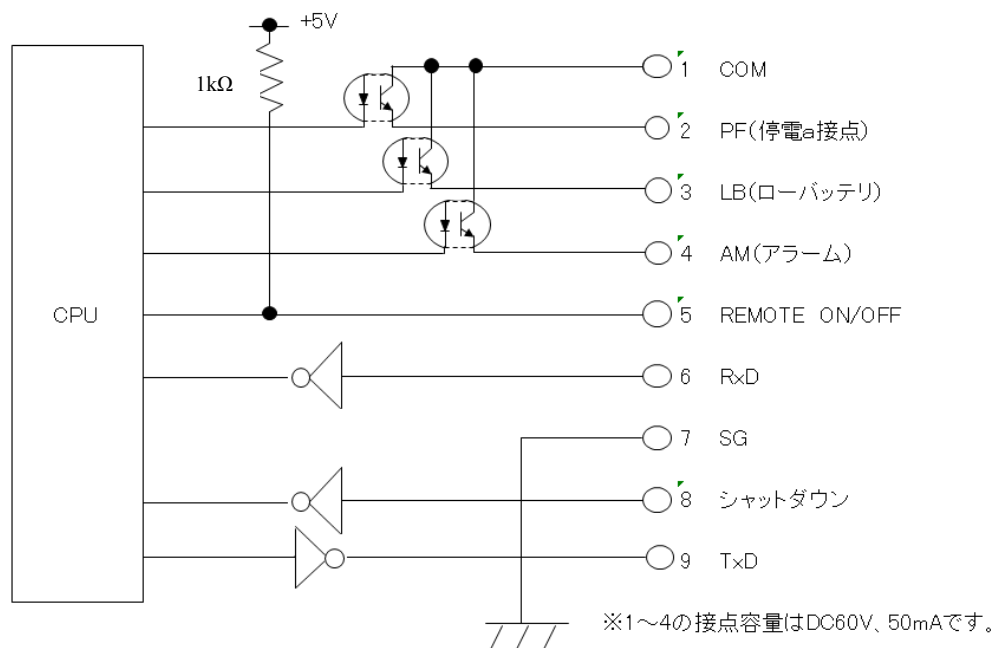 +5V
1kΩ
1 COM
2 PF(停電a接点)
3 LB(ローバッテリ)
4 AM(アラーム)
CPU
5 REMOTE ON/OFF
6 RxD
7 SG
8 シャットダウン
9 TxD
※1～4の接点容量はDC60V、50mAです。